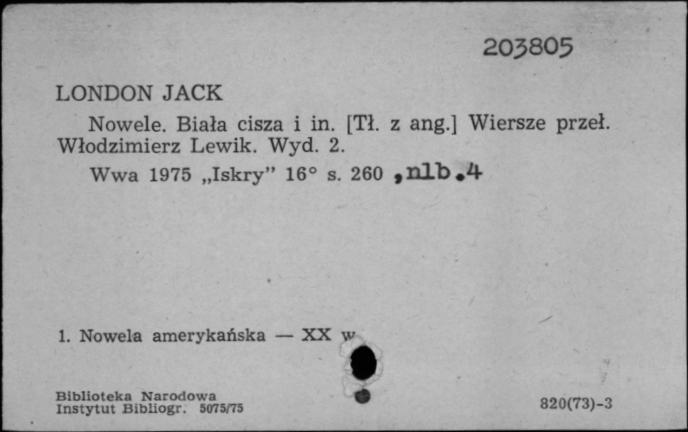 203805
LONDON JACK
Nowele. Biała cisza i in. [Tł. z ang.] Wiersze przeł.
Włodzimierz Lewik. Wyd. 2.
Wwa 1975 „Iskry” 16° s. 260 , nlb.4
1. Nowela amerykańska — XX w
Biblioteka Narodowa
Instytut Bibliogr. 5075/75
820(73)-3